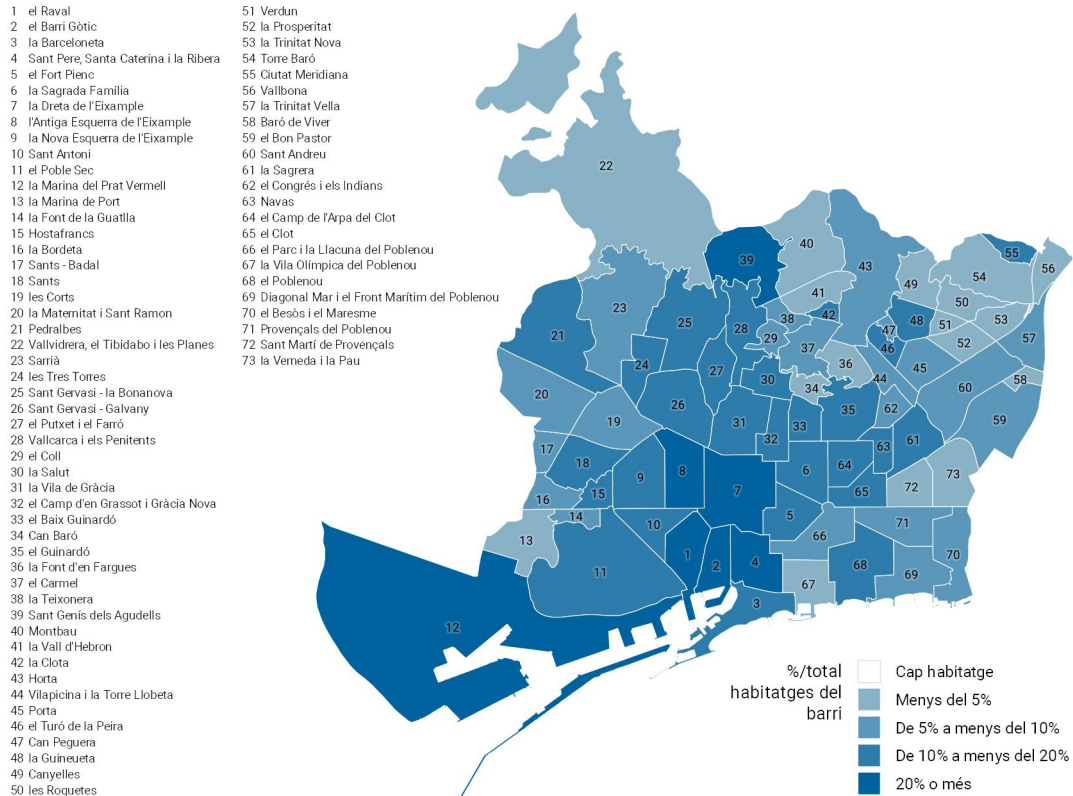 1 el Raval
2 el Barri Gòtic
3 la Barceloneta
4 Sant Pere, Santa Caterina i la Ribera
5 el Fort Pienc
6 la Sagrada Família
7 la Dreta de l'Eixample
8 l'Antiga Esquerra de l'Eixample
9 la Nova Esquerra de l'Eixample
10 Sant Antoni
11 el Poble Sec
12 la Marina del Prat Vermell
13 la Marina de Port
14 la Font de la Guatlla
15 Hostafrancs
16 la Bordeta
17 Sants - Badal
18 Sants
19 les Corts
20 la Maternitat i Sant Ramon
21 Pedralbes
22 Vallvidrera, el Tibidabo i les Planes
23 Sarrià
24 les Tres Torres
25 Sant Gervasi - la Bonanova
26 Sant Gervasi - Galvany
27 el Putxet i el Farró
28 Vallcarca i els Penitents
29 el Coll
30 la Salut
31 la Vila de Gràcia
32 el Camp d'en Grassot i Gràcia Nova
33 el Baix Guinardó
34 Can Baró
35 el Guinardó
36 la Font d'en Fargues
37 el Carmel
38 la Teixonera
39 Sant Genís dels Agudells
40 Montbau
41 la Vall d'Hebron
42 la Clota
43 Horta
44 Vilapicina i la Torre Llobeta
45 Porta
46 el Turó de la Peira
47 Can Peguera
48 la Guineueta
49 Canyelles
50 les Roquetes
51 Verdun
52 la Prosperitat
53 la Trinitat Nova
54 Torre Baró
55 Ciutat Meridiana
56 Vallbona
57 la Trinitat Vella
58 Baró de Viver
59 el Bon Pastor
60 Sant Andreu
61 la Sagrera
62 el Congrés i els Indians
63 Navas
64 el Camp de l'Arpa del Clot
65 el Clot
66 el Parc i la Llacuna del Poblenou
67 la Vila Olímpica del Poblenou
68 el Poblenou
69 Diagonal Mar i el Front Marítim del Poblenou
70 el Besòs i el Maresme
71 Provençals del Poblenou
72 Sant Martí de Provençals
73 la Verneda i la Pau
22
40
39
55
43
56
54
49
41
50
23
38
42
53
25
28
48
51
21
47
57
29
37
46
52
24
36
45
27
30
44
58
20
34
60
26
35
62
19
31
33
59
32
61
17
63
18
8
6
64
73
9
7
15
65
72
16
14
5
10
71
13
66
1
70
2
4
68
11
69
67
3
12
%/total
habitatges del
barri
Cap habitatge
Menys del 5%
De 5% a menys del 10%
De 10% a menys del 20%
20% o més